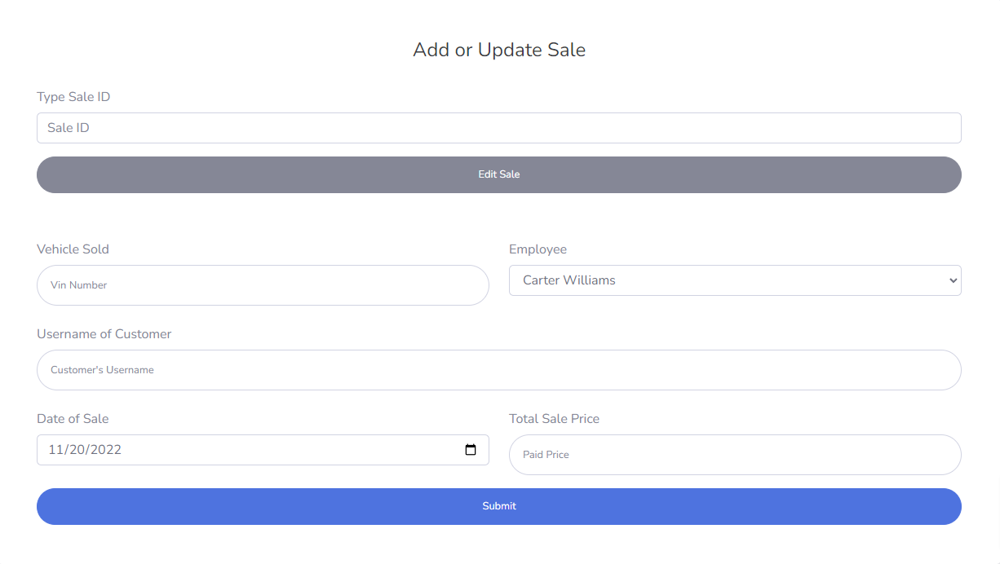 Add or Update Sale
Type Sale ID
Sale ID
Edit Sale
Vehicle Sold
Employee
Vin Number
Carter Williams
Username of Customer
Customer's Username
Date of Sale
Total Sale Price
11/20/2022
Paid Price
Submit